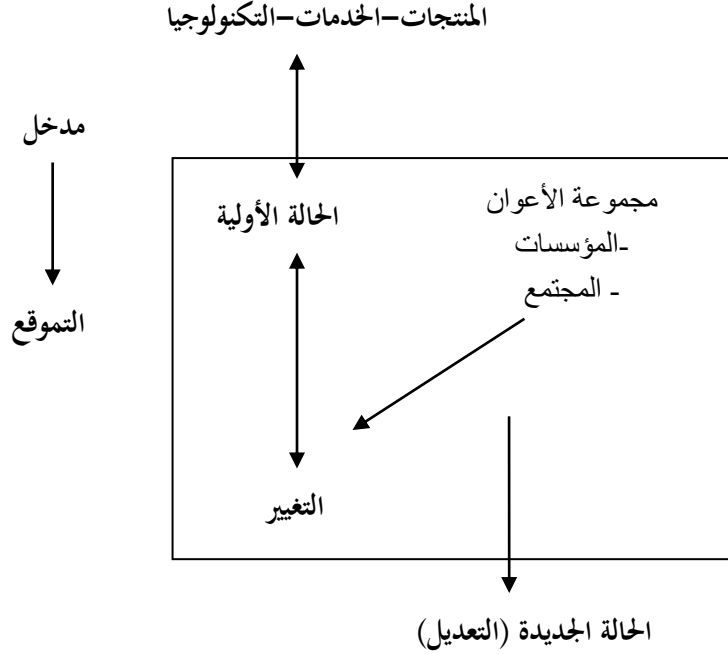 المنتجات-الخدمات-التكنولوجيا
مدخل
الحالة الأولية
مجموعة الأعوان
-المؤسسات
- المجتمع
التموقع
التغيير
الحالة الجديدة (التعديل)